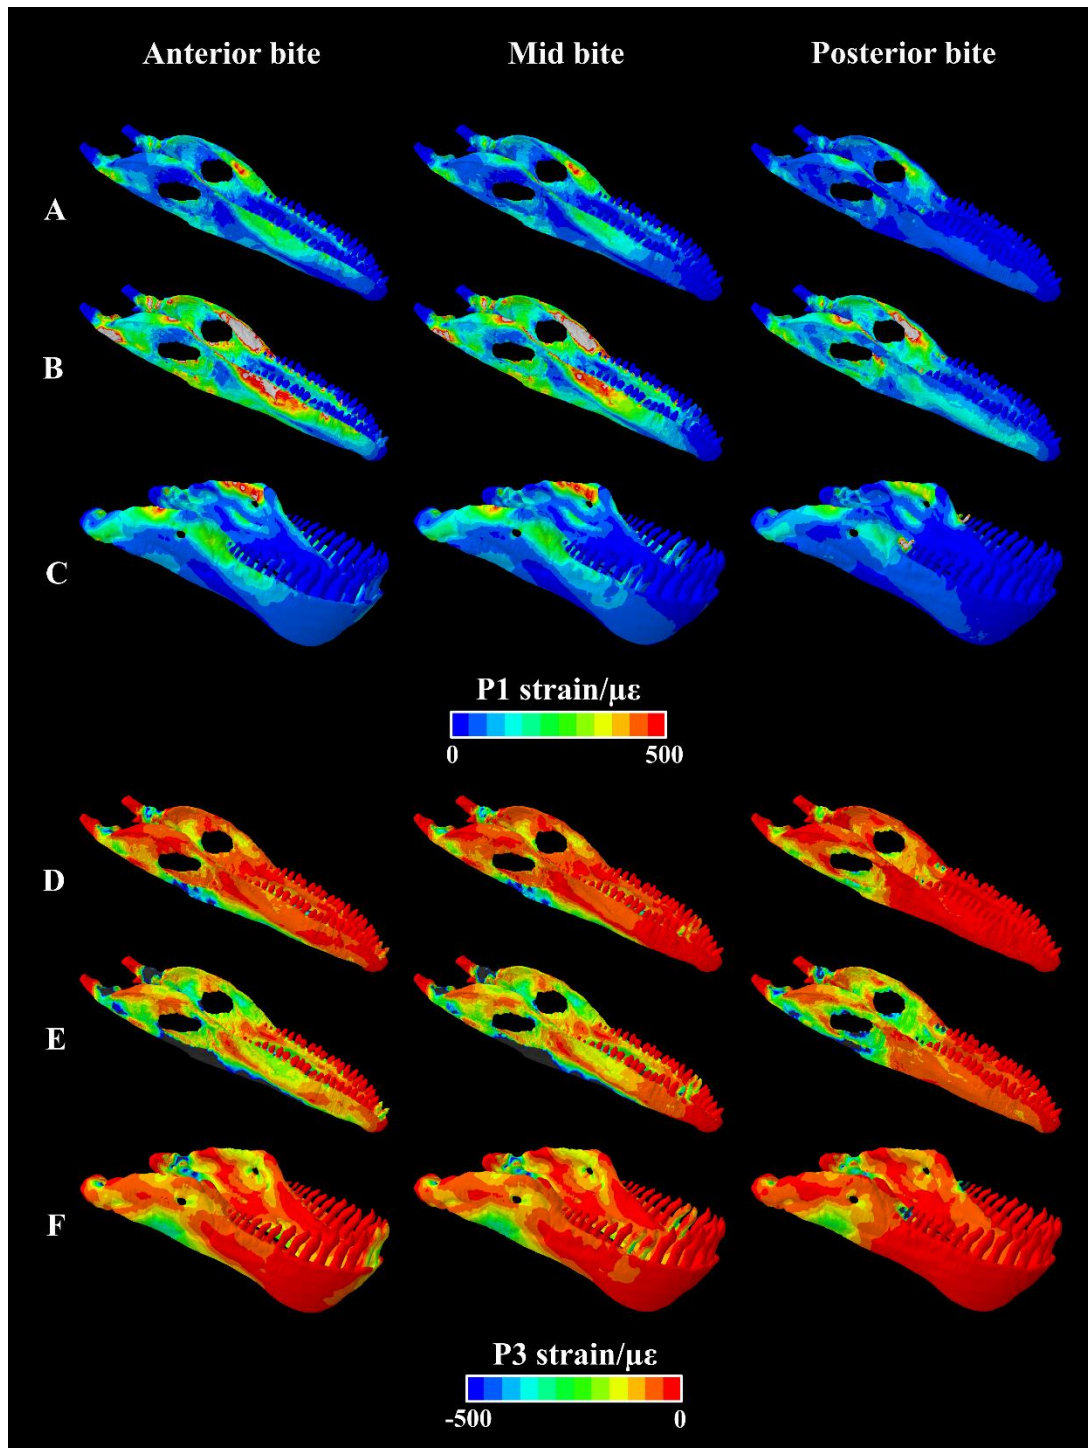 Anterior bite Mid bite Posterior bite
A
B
C
P1 strain/με
0 500
D
E
F
P3 strain/με
-500 0